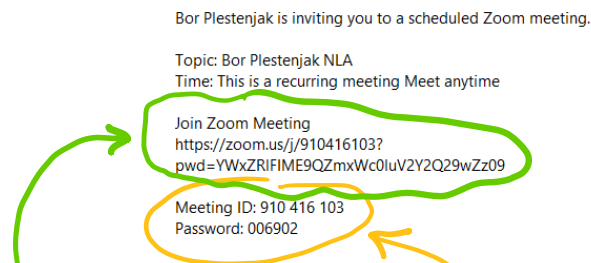 Bor Plestenjak is inviting you to a scheduled Zoom meeting.
Topic: Bor Plestenjak NLA
Time: This is a recurring meeting Meet anytime
Join Zoom Meeting
https://zoom.us/j/910416103?
pwd=YWxZRlFIME9QZmxWc0luV2Y2Q29wZz09
Meeting ID: 910 416 103
Password: 006902